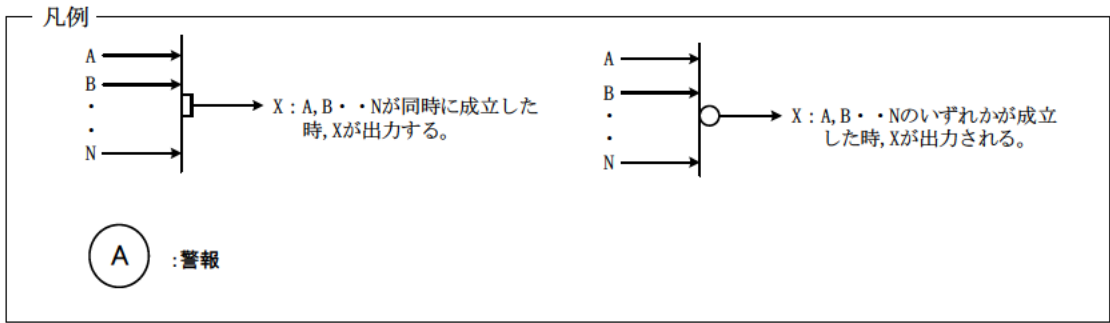 凡例
A
B
・
・
N
X：A,B・・Nが同時に成立した
時,Xが出力する。
A
B
・
・
N
X：A,B・・Nのいずれかが成立
した時,Xが出力される。
A
:警報